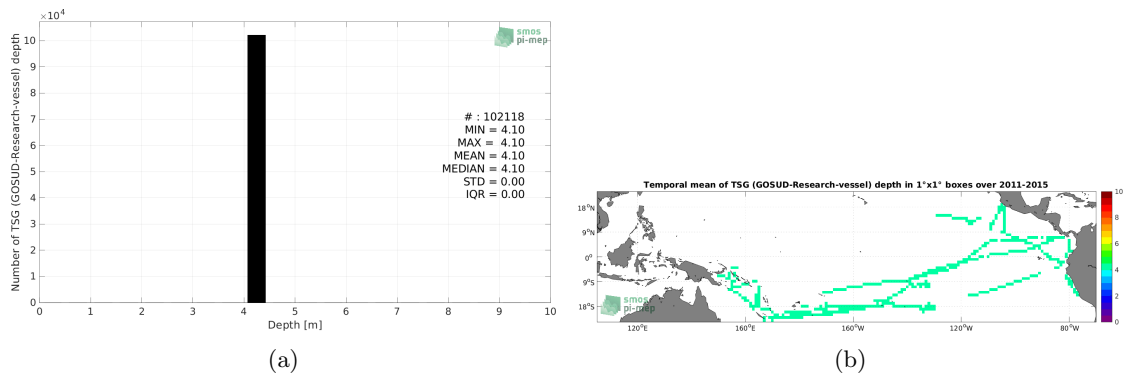 ×10⁴
10
9
8
7
6
5
4
3
2
1
0
Number of TSG (GOSUD-Research-vessel) depth
smos
pi-mep
# : 102118
MIN = 4.10
MAX = 4.10
MEAN = 4.10
MEDIAN = 4.10
STD = 0.00
IQR = 0.00
0 1 2 3 4 5 6 7 8 9 10
Depth [m]
(a)
Temporal mean of TSG (GOSUD-Research-vessel) depth in 1°x1° boxes over 2011-2015
18°N
9°N
0°
9°S
18°S
smos
pi-mep
120°E 160°E 160°W 120°W 80°W
10
8
6
4
2
0
(b)